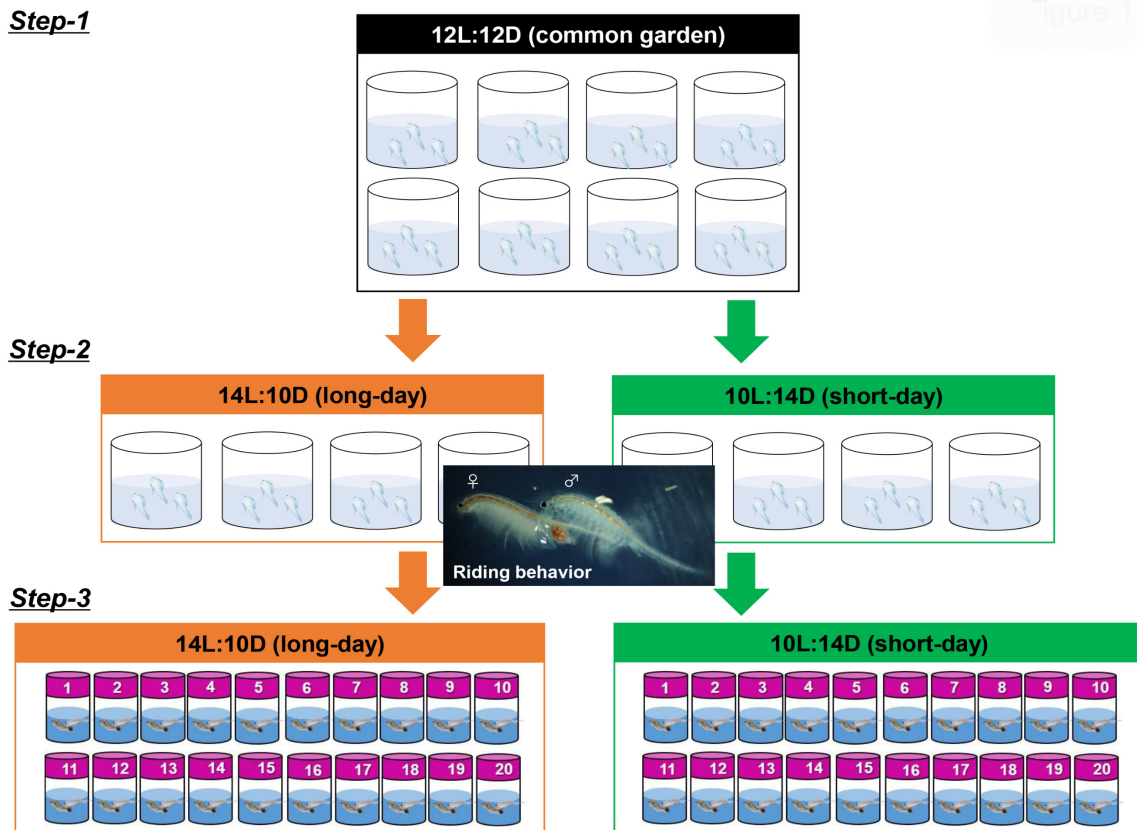 Figure 1
Step-1
12L:12D (common garden)
Step-2
14L:10D (long-day)
10L:14D (short-day)
♀
♂
Riding behavior
Step-3
14L:10D (long-day)
10L:14D (short-day)
1 2 3 4 5 6 7 8 9 10
1 2 3 4 5 6 7 8 9 10
11 12 13 14 15 16 17 18 19 20
11 12 13 14 15 16 17 18 19 20